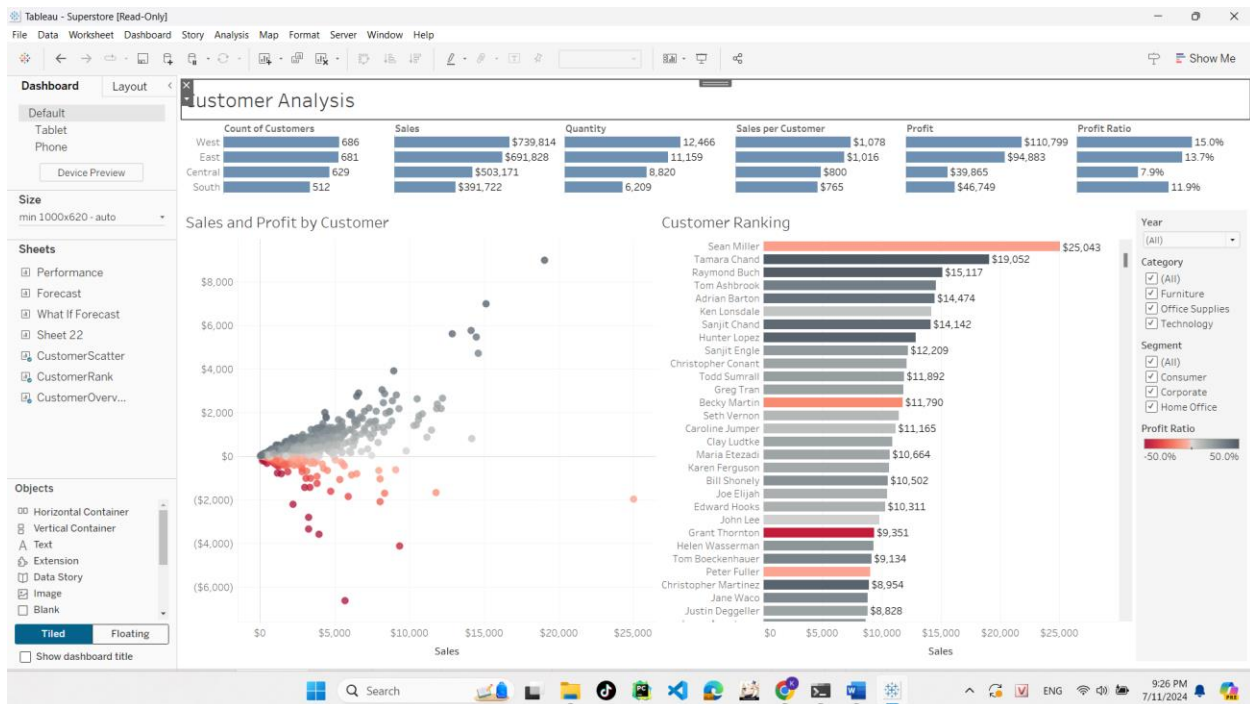 Tableau - Superstore [Read-Only]
File Data Worksheet Dashboard Story Analysis Map Format Server Window Help
Show Me
Dashboard Layout
Default
Tablet
Phone
Device Preview
Size
min 1000x620 - auto
Sheets
Performance
Forecast
What If Forecast
Sheet 22
CustomerScatter
CustomerRank
CustomerOverv...
Objects
Horizontal Container
Vertical Container
Text
Extension
Data Story
Image
Blank
Tiled Floating
Show dashboard title
Customer Analysis
Count of Customers Sales Quantity Sales per Customer Profit Profit Ratio
West 686 $739,814 12,466 $1,078 $110,799 15.0%
East 681 $691,828 11,159 $1,016 $94,883 13.7%
Central 629 $503,171 8,820 $800 $39,865 7.9%
South 512 $391,722 6,209 $765 $46,749 11.9%
Sales and Profit by Customer
$8,000
$6,000
$4,000
$2,000
$0
($2,000)
($4,000)
($6,000)
$0 $5,000 $10,000 $15,000 $20,000 $25,000
Sales
Customer Ranking
Sean Miller $25,043
Tamara Chand $19,052
Raymond Buch $15,117
Tom Ashbrook
Adrian Barton $14,474
Ken Lonsdale
Sanjit Chand $14,142
Hunter Lopez
Sanjit Engle $12,209
Christopher Conant
Todd Sumrall $11,892
Greg Tran
Becky Martin $11,790
Seth Vernon
Caroline Jumper $11,165
Clay Ludtke
Maria Etezadi $10,664
Karen Ferguson
Bill Shonely $10,502
Joe Elijah
Edward Hooks $10,311
John Lee
Grant Thornton $9,351
Helen Wasserman
Tom Boeckenhauer $9,134
Peter Fuller
Christopher Martinez $8,954
Jane Waco
Justin Deggeller $8,828
$0 $5,000 $10,000 $15,000 $20,000 $25,000
Sales
Year
(All)
Category
(All)
Furniture
Office Supplies
Technology
Segment
(All)
Consumer
Corporate
Home Office
Profit Ratio
-50.0% 50.0%
Search
ENG
9:26 PM
7/11/2024